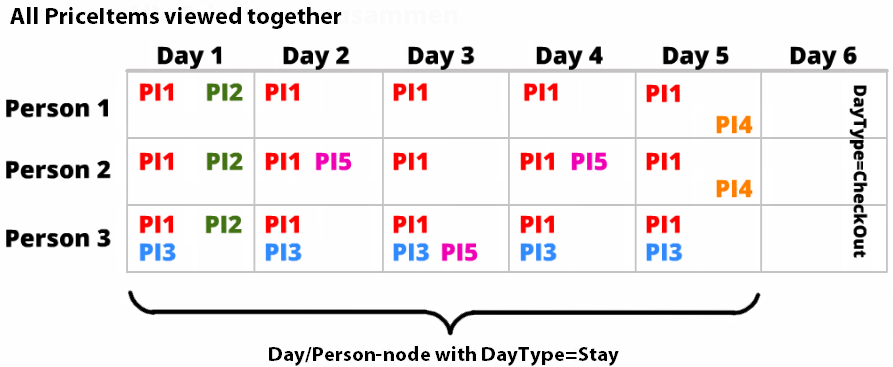 All PriceItems viewed together
Day 1 Day 2 Day 3 Day 4 Day 5 Day 6
Person 1 PI1 PI2 PI1 PI1 PI1 PI1 PI4
Person 2 PI1 PI2 PI1 PI5 PI1 PI1 PI5 PI1 PI4
Person 3 PI1 PI2 PI1 PI1 PI1 PI1
PI3 PI3 PI3 PI5 PI3 PI3
DayType=CheckOut
Day/Person-node with DayType=Stay